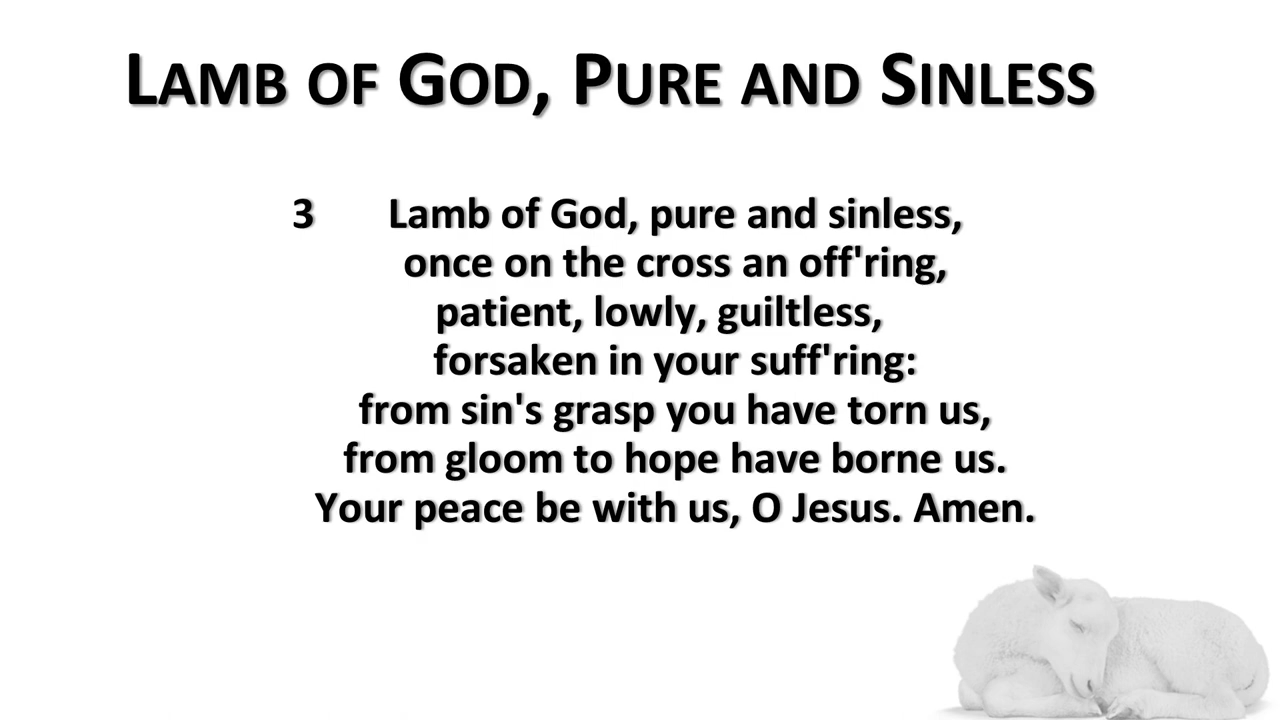 LAMB OF GOD, PURE AND SINLESS
3 Lamb of God, pure and sinless,
once on the cross an off'ring,
patient, lowly, guiltless,
forsaken in your suff'ring:
from sin's grasp you have torn us,
from gloom to hope have borne us.
Your peace be with us, O Jesus. Amen.